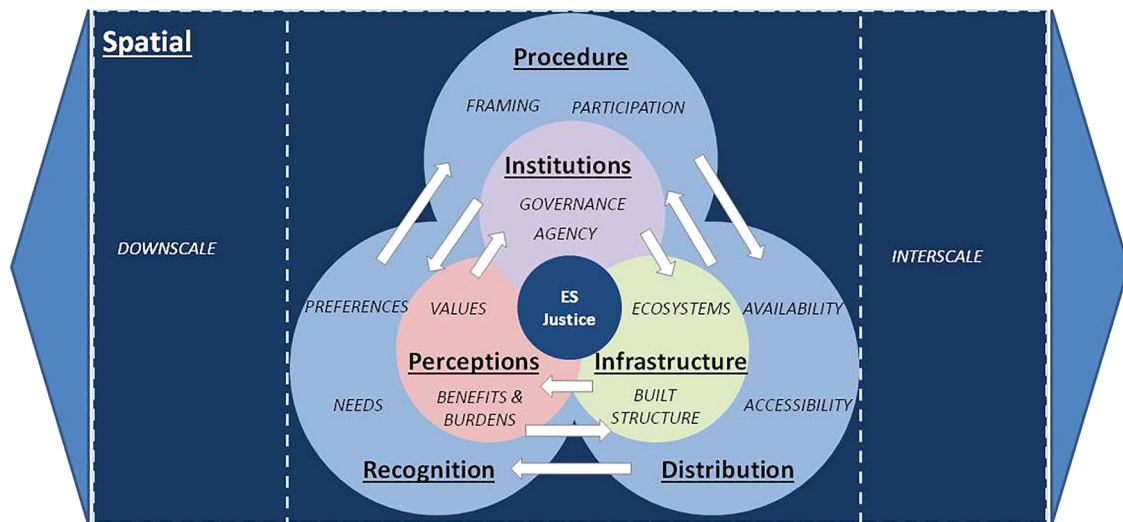 Spatial
Procedure
FRAMING
PARTICIPATION
Institutions
GOVERNANCE
AGENCY
DOWNSCALE
INTERSCALE
ES
Justice
PREFERENCES
VALUES
ECOSYSTEMS
AVAILABILITY
Perceptions
Infrastructure
NEEDS
BENEFITS &
BURDENS
BUILT
STRUCTURE
ACCESSIBILITY
Recognition
Distribution